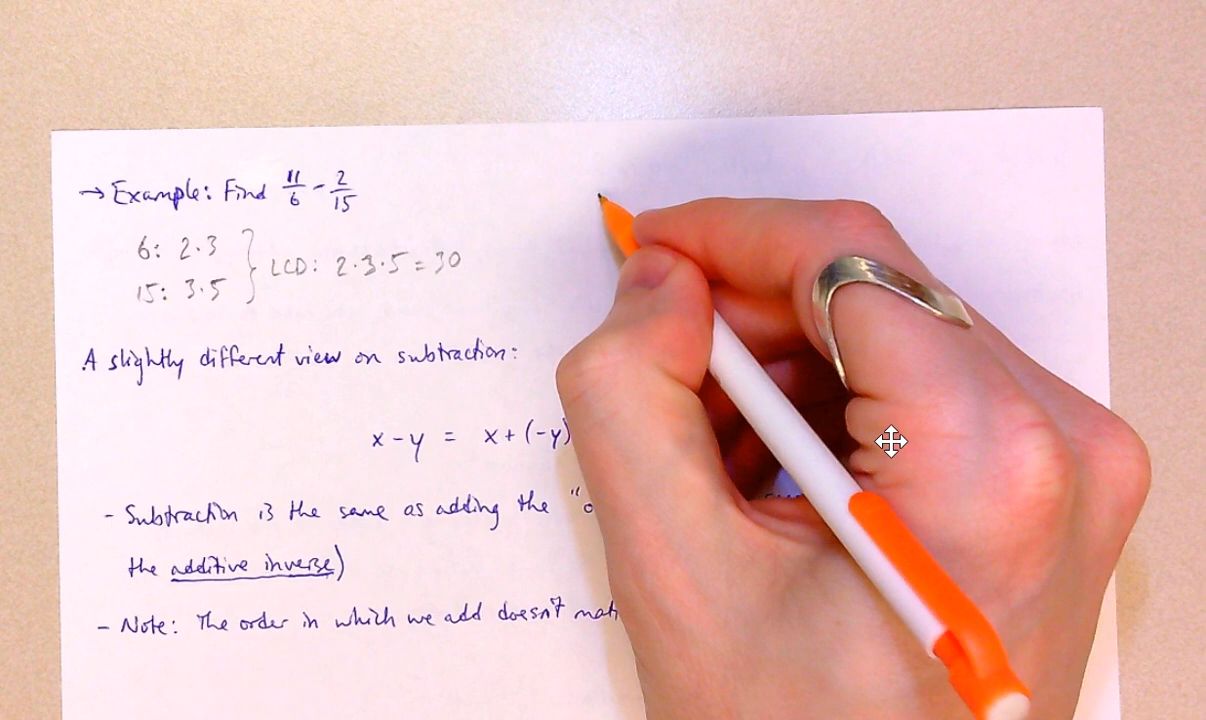 → Example: Find 11/6 - 2/15
6: 2·3
15: 3·5
} LCD: 2·3·5 = 30
A slightly different view on subtraction:
x - y = x + (-y)
- Subtraction is the same as adding the "
the additive inverse)
- Note: The order in which we add doesn't